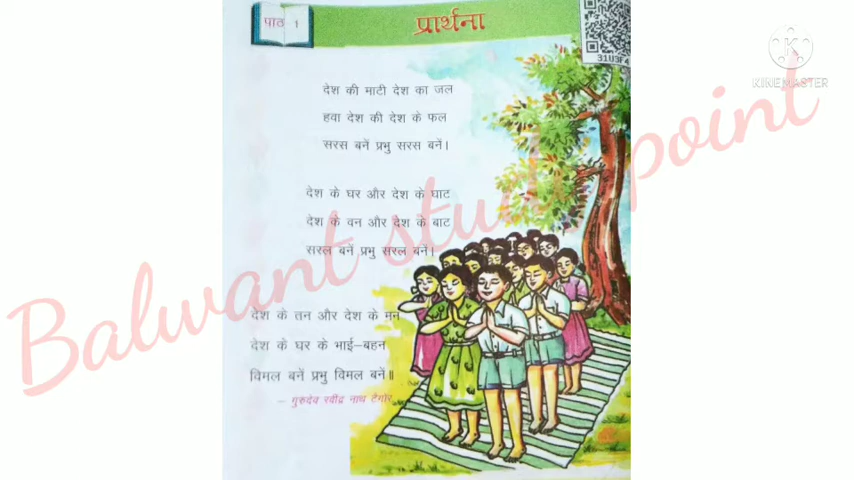 पाठ 1
प्रार्थना
31U3F4
KINEMASTER
देश की माटी देश का जल
हवा देश की देश के फल
सरस बनें प्रभु सरस बनें।
देश के घर और देश के घाट
देश के वन और देश के बाट
सरल बनें प्रभु सरल बनें।
देश के तन और देश के मन
देश के घर के भाई-बहन
विमल बनें प्रभु विमल बनें॥
- गुरुदेव रवीन्द्र नाथ टैगोर
Balwant study point